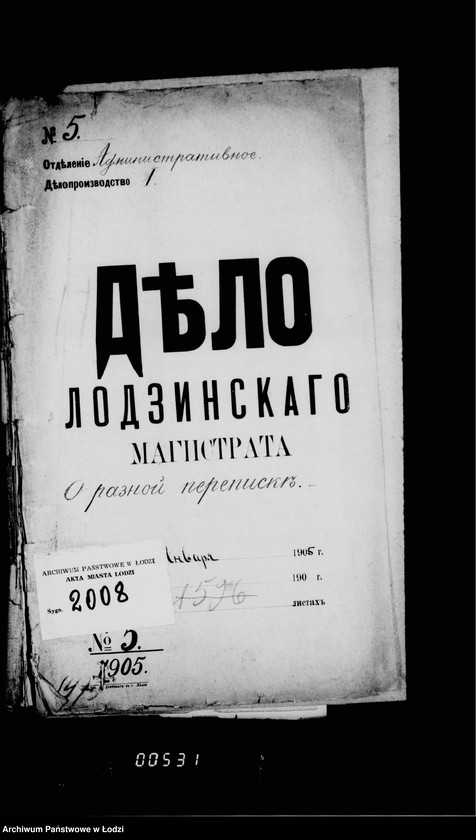 № 5.
Отдѣленіе Административное.
Дѣлопроизводство 1.
ДѢЛО
ЛОДЗИНСКАГО
МАГИСТРАТА
О разной перепискѣ.
Января 1905 г.
190 г.
листахъ
ARCHIWUM PAŃSTWOWE W ŁODZI
AKTA MIASTA ŁODZI
Sygn. 2008
№ 5.
1905.
00531
Archiwum Państwowe w Łodzi